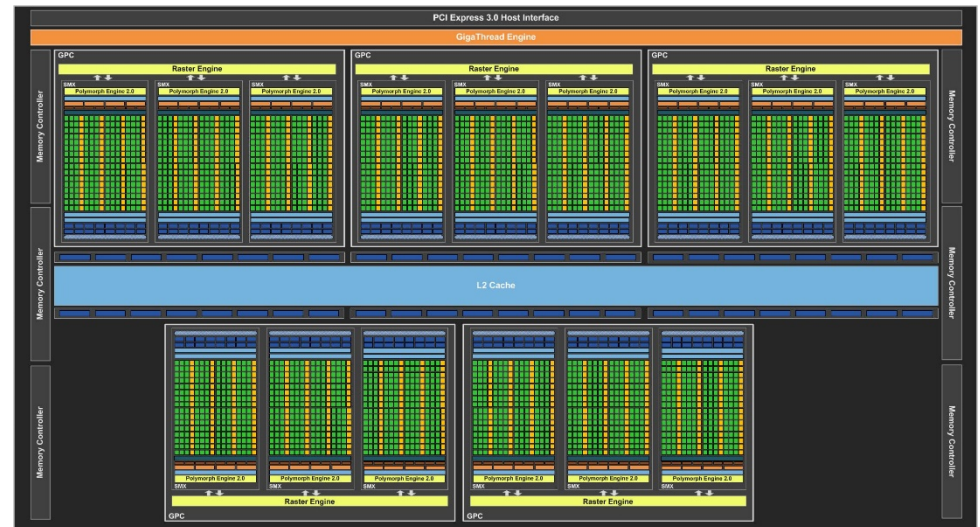 PCI Express 3.0 Host Interface
GigaThread Engine
Memory Controller
Memory Controller
Memory Controller
GPC
Raster Engine
SMX
Polymorph Engine 2.0
SMX
Polymorph Engine 2.0
SMX
Polymorph Engine 2.0
GPC
Raster Engine
SMX
Polymorph Engine 2.0
SMX
Polymorph Engine 2.0
SMX
Polymorph Engine 2.0
GPC
Raster Engine
SMX
Polymorph Engine 2.0
SMX
Polymorph Engine 2.0
SMX
Polymorph Engine 2.0
L2 Cache
Polymorph Engine 2.0
SMX
Polymorph Engine 2.0
SMX
Polymorph Engine 2.0
SMX
Raster Engine
GPC
Polymorph Engine 2.0
SMX
Polymorph Engine 2.0
SMX
Polymorph Engine 2.0
SMX
Raster Engine
GPC
Memory Controller
Memory Controller
Memory Controller